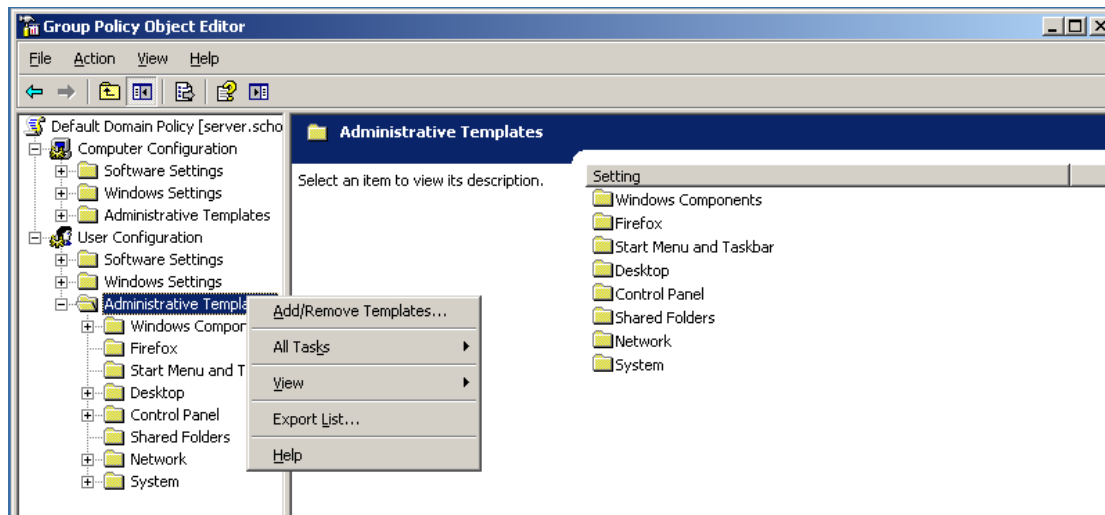 Group Policy Object Editor
File Action View Help
Default Domain Policy [server.scho
Computer Configuration
Software Settings
Windows Settings
Administrative Templates
User Configuration
Software Settings
Windows Settings
Administrative Templa
Windows Compor
Firefox
Start Menu and T
Desktop
Control Panel
Shared Folders
Network
System
Add/Remove Templates...
All Tasks
View
Export List...
Help
Administrative Templates
Select an item to view its description.
Setting
Windows Components
Firefox
Start Menu and Taskbar
Desktop
Control Panel
Shared Folders
Network
System